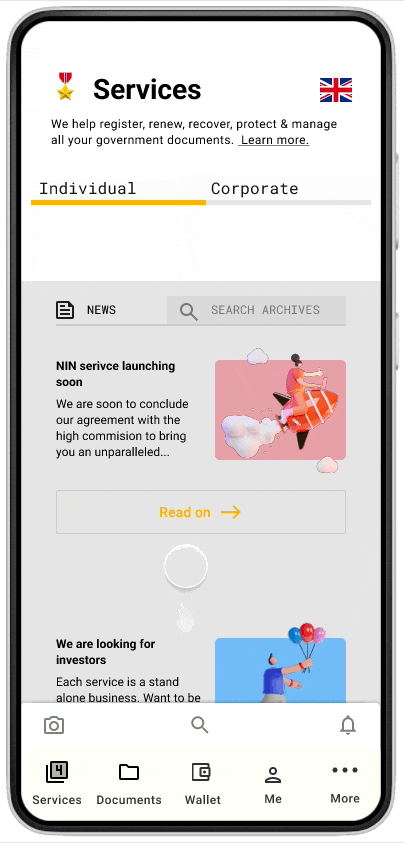 Services
We help register, renew, recover, protect & manage
all your government documents. Learn more.
Individual Corporate
NEWS SEARCH ARCHIVES
NIN serivce launching
soon
We are soon to conclude
our agreement with the
high commision to bring
you an unparalleled...
Read on
We are looking for
investors
Each service is a stand
alone business. Want to be
4
Services Documents Wallet Me More